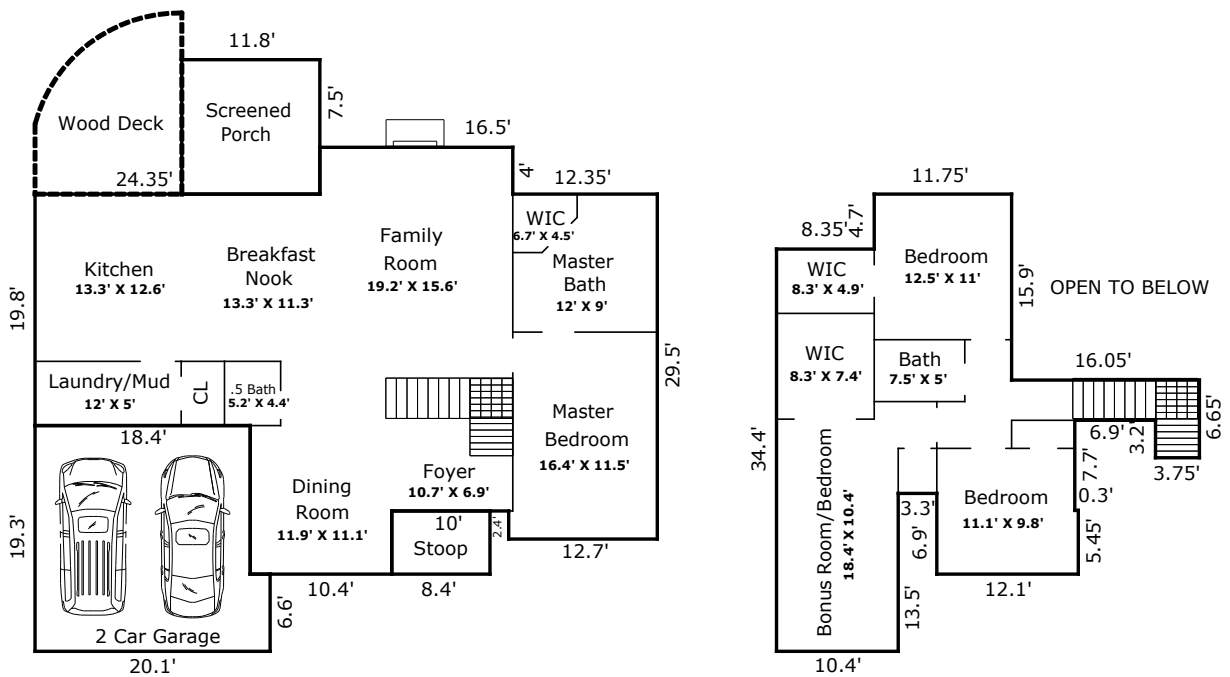 11.8'
7.5'
Wood Deck
Screened
Porch
16.5'
4'
24.35'
12.35'
WIC
6.7' X 4.5'
Family
Room
19.2' X 15.6'
Breakfast
Nook
13.3' X 11.3'
Kitchen
13.3' X 12.6'
Master
Bath
12' X 9'
19.8'
29.5'
Laundry/Mud
12' X 5'
CL
.5 Bath
5.2' X 4.4'
18.4'
Master
Bedroom
16.4' X 11.5'
Foyer
10.7' X 6.9'
Dining
Room
11.9' X 11.1'
10'
Stoop
2.4'
12.7'
19.3'
10.4'
8.4'
6.6'
2 Car Garage
20.1'
11.75'
8.35'
4.7'
Bedroom
12.5' X 11'
WIC
8.3' X 4.9'
15.9'
OPEN TO BELOW
WIC
8.3' X 7.4'
Bath
7.5' X 5'
16.05'
6.65'
6.9'
3.2'
3.75'
34.4'
7.7'
0.3'
Bedroom
11.1' X 9.8'
3.3'
6.9'
5.45'
12.1'
Bonus Room/Bedroom
18.4' X 10.4'
13.5'
10.4'